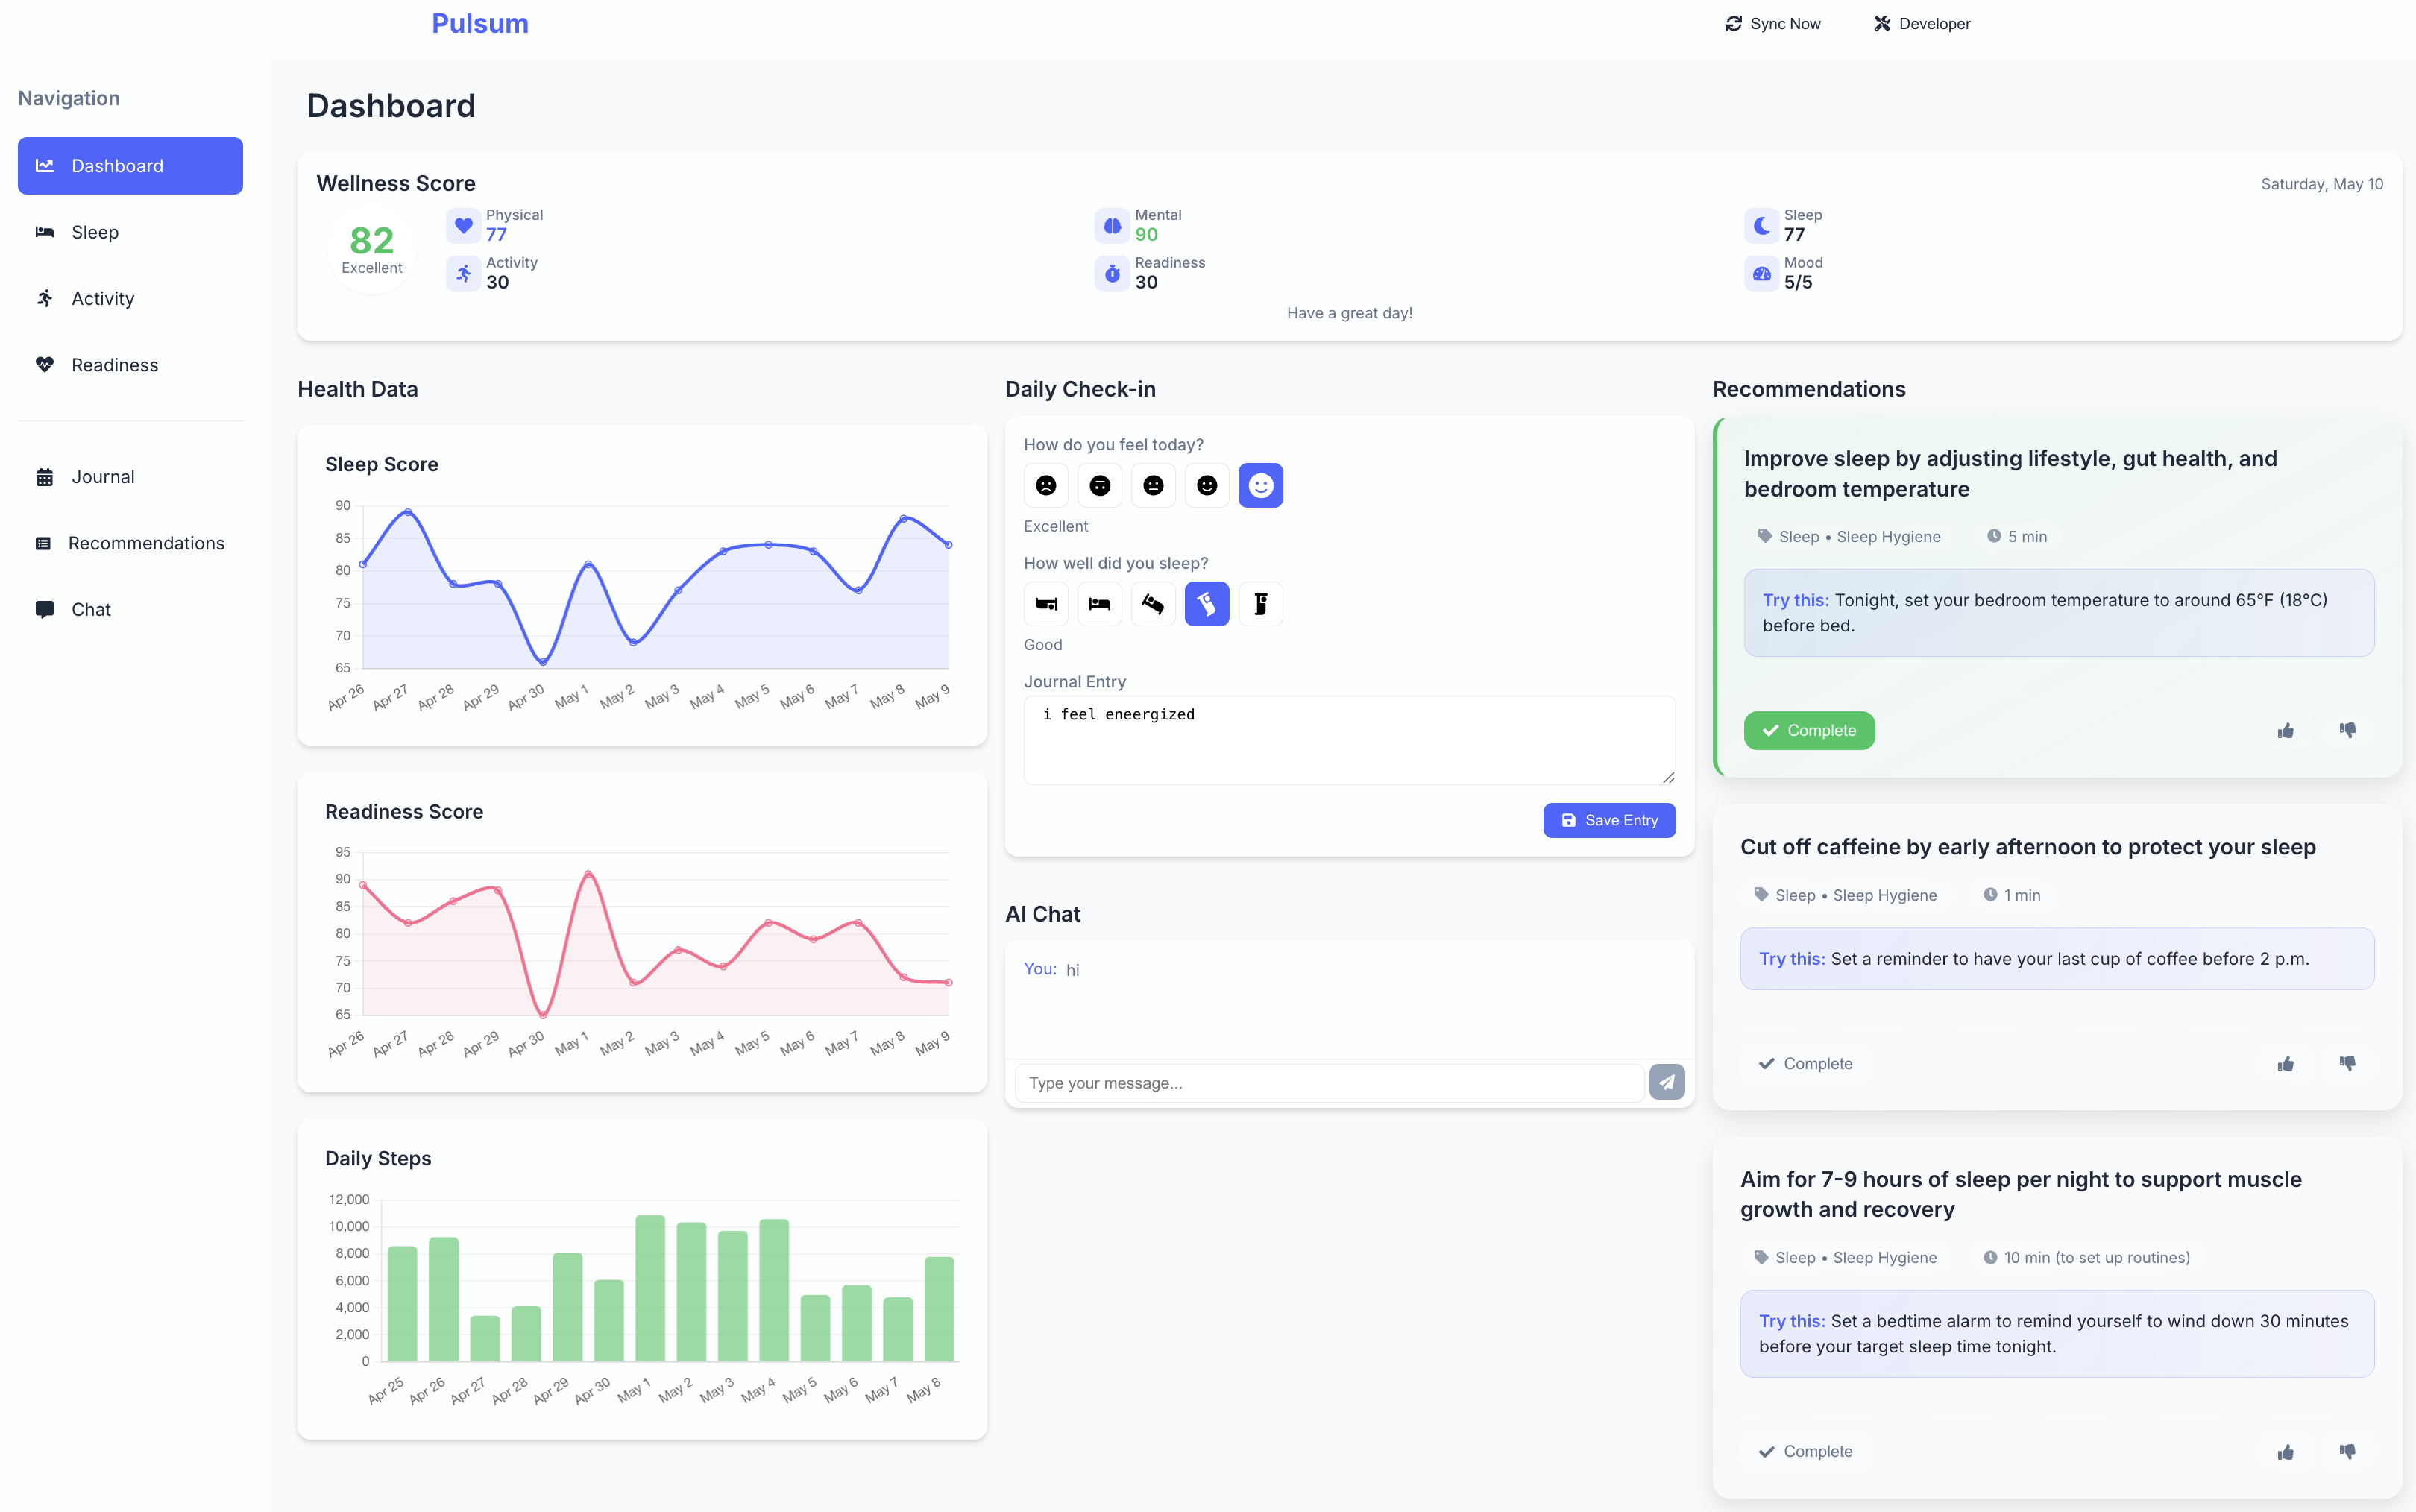 Pulsum
Sync Now
Developer
Navigation
Dashboard
Sleep
Activity
Readiness
Journal
Recommendations
Chat
Dashboard
Wellness Score
Saturday, May 10
82
Excellent
Physical
77
Mental
90
Sleep
77
Activity
30
Readiness
30
Mood
5/5
Have a great day!
Health Data
Sleep Score
90
85
80
75
70
65
Apr 26
Apr 27
Apr 28
Apr 29
Apr 30
May 1
May 2
May 3
May 4
May 5
May 6
May 7
May 8
May 9
Readiness Score
95
90
85
80
75
70
65
Apr 26
Apr 27
Apr 28
Apr 29
Apr 30
May 1
May 2
May 3
May 4
May 5
May 6
May 7
May 8
May 9
Daily Steps
12,000
10,000
8,000
6,000
4,000
2,000
0
Apr 25
Apr 26
Apr 27
Apr 28
Apr 29
Apr 30
May 1
May 2
May 3
May 4
May 5
May 6
May 7
May 8
Daily Check-in
How do you feel today?
Excellent
How well did you sleep?
Good
Journal Entry
i feel eneergized
Save Entry
AI Chat
You: hi
Type your message...
Recommendations
Improve sleep by adjusting lifestyle, gut health, and
bedroom temperature
Sleep • Sleep Hygiene
5 min
Try this: Tonight, set your bedroom temperature to around 65°F (18°C)
before bed.
Complete
Cut off caffeine by early afternoon to protect your sleep
Sleep • Sleep Hygiene
1 min
Try this: Set a reminder to have your last cup of coffee before 2 p.m.
Complete
Aim for 7-9 hours of sleep per night to support muscle
growth and recovery
Sleep • Sleep Hygiene
10 min (to set up routines)
Try this: Set a bedtime alarm to remind yourself to wind down 30 minutes
before your target sleep time tonight.
Complete